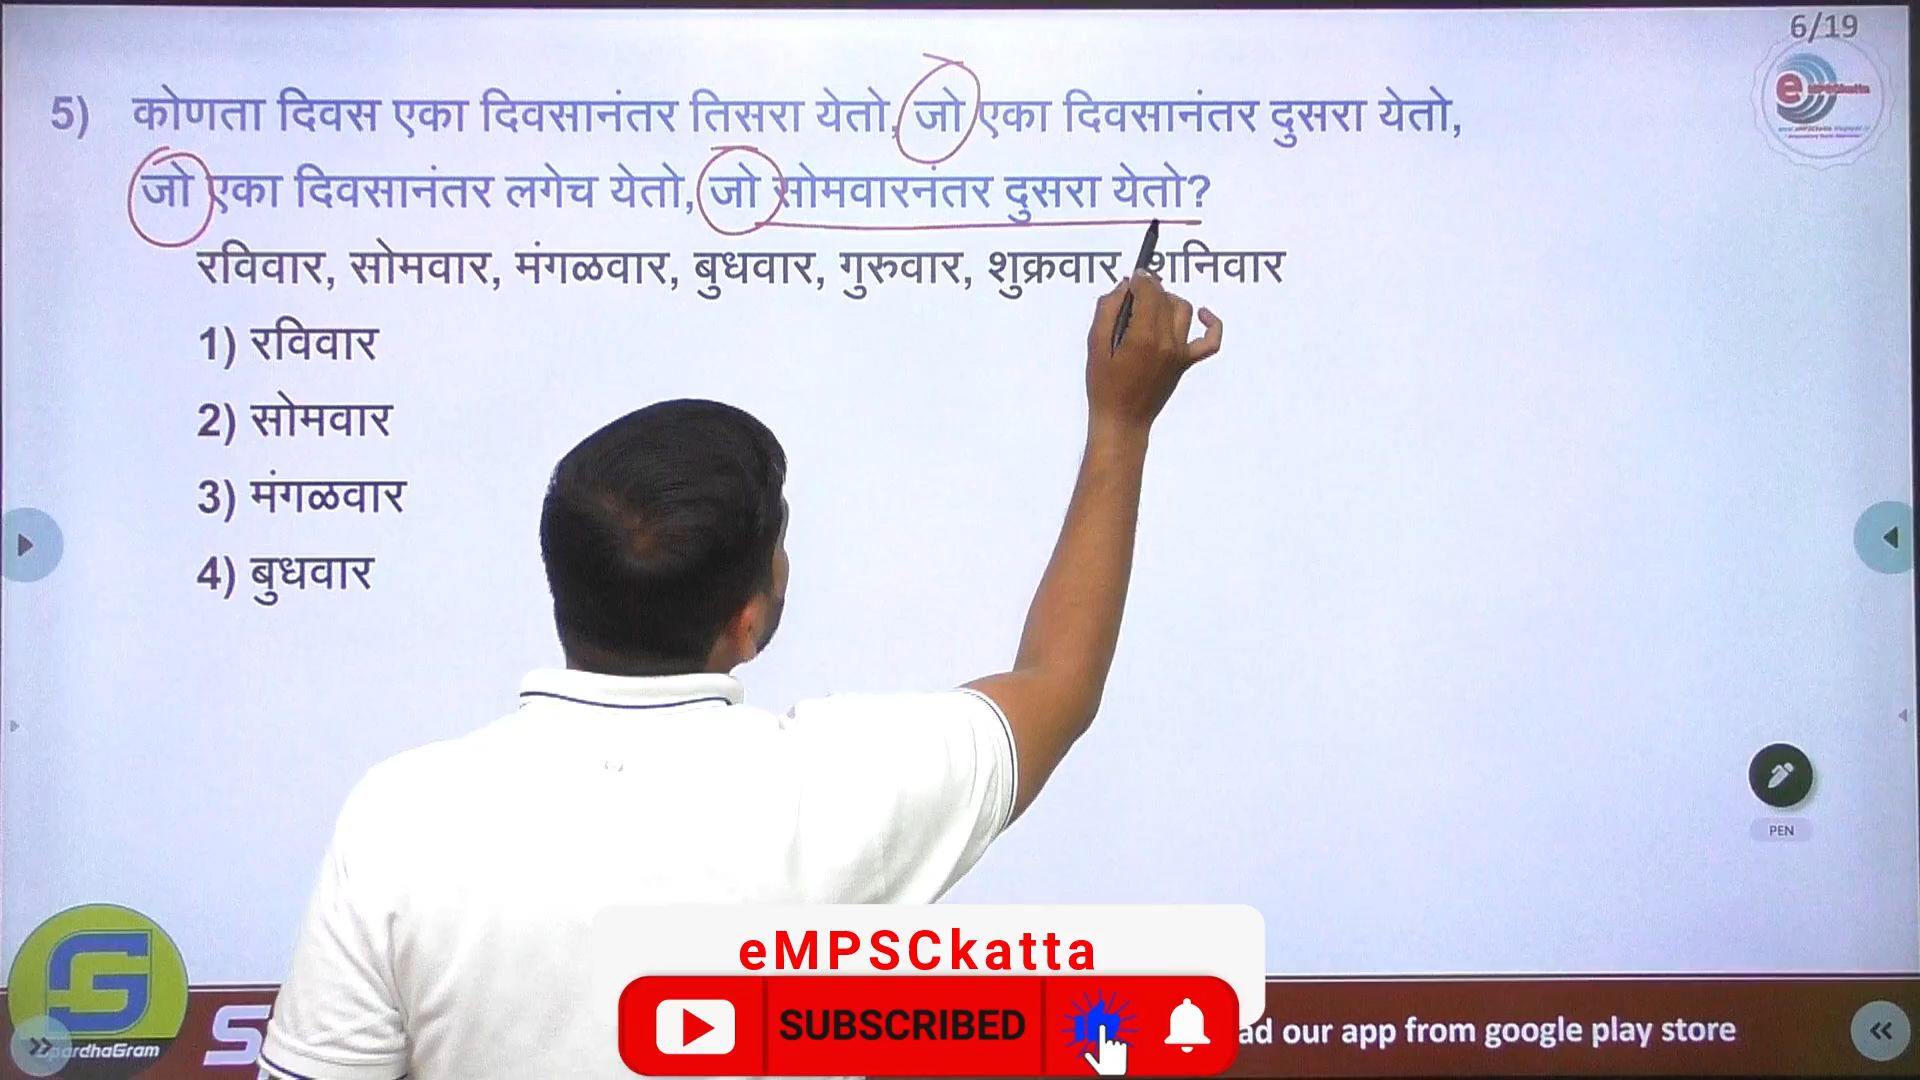 6/19
5) कोणता दिवस एका दिवसानंतर तिसरा येतो, जो एका दिवसानंतर दुसरा येतो,
जो एका दिवसानंतर लगेच येतो, जो सोमवारनंतर दुसरा येतो?
रविवार, सोमवार, मंगळवार, बुधवार, गुरुवार, शुक्रवार, शनिवार
1) रविवार
2) सोमवार
3) मंगळवार
4) बुधवार
PEN
eMPSCkatta
SUBSCRIBED
our app from google play store